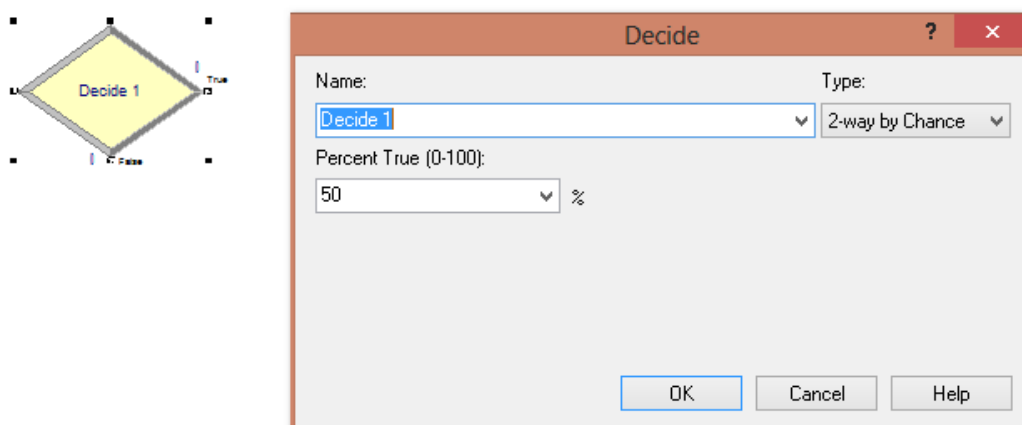 Decide 1
True
False
Decide
?
Name:
Type:
Decide 1
2-way by Chance
Percent True (0-100):
50
%
OK
Cancel
Help